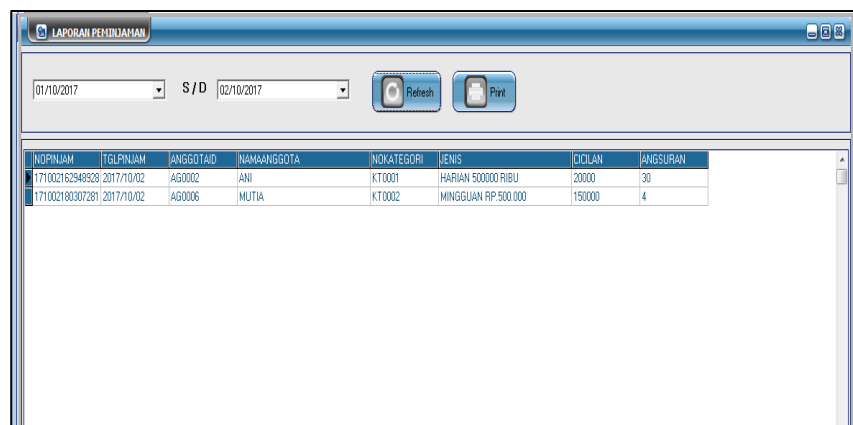 LAPORAN PEMINJAMAN
01/10/2017 S / D 02/10/2017 Refresh Print
NOPINJAM TGLPINJAM ANGGOTAID NAMAANGGOTA NOKATEGORI JENIS CICILAN ANGSURAN
171002162948928 2017/10/02 AG0002 ANI KT0001 HARIAN 500000 RIBU 20000 30
171002180307281 2017/10/02 AG0006 MUTIA KT0002 MINGGUAN RP.500.000 150000 4